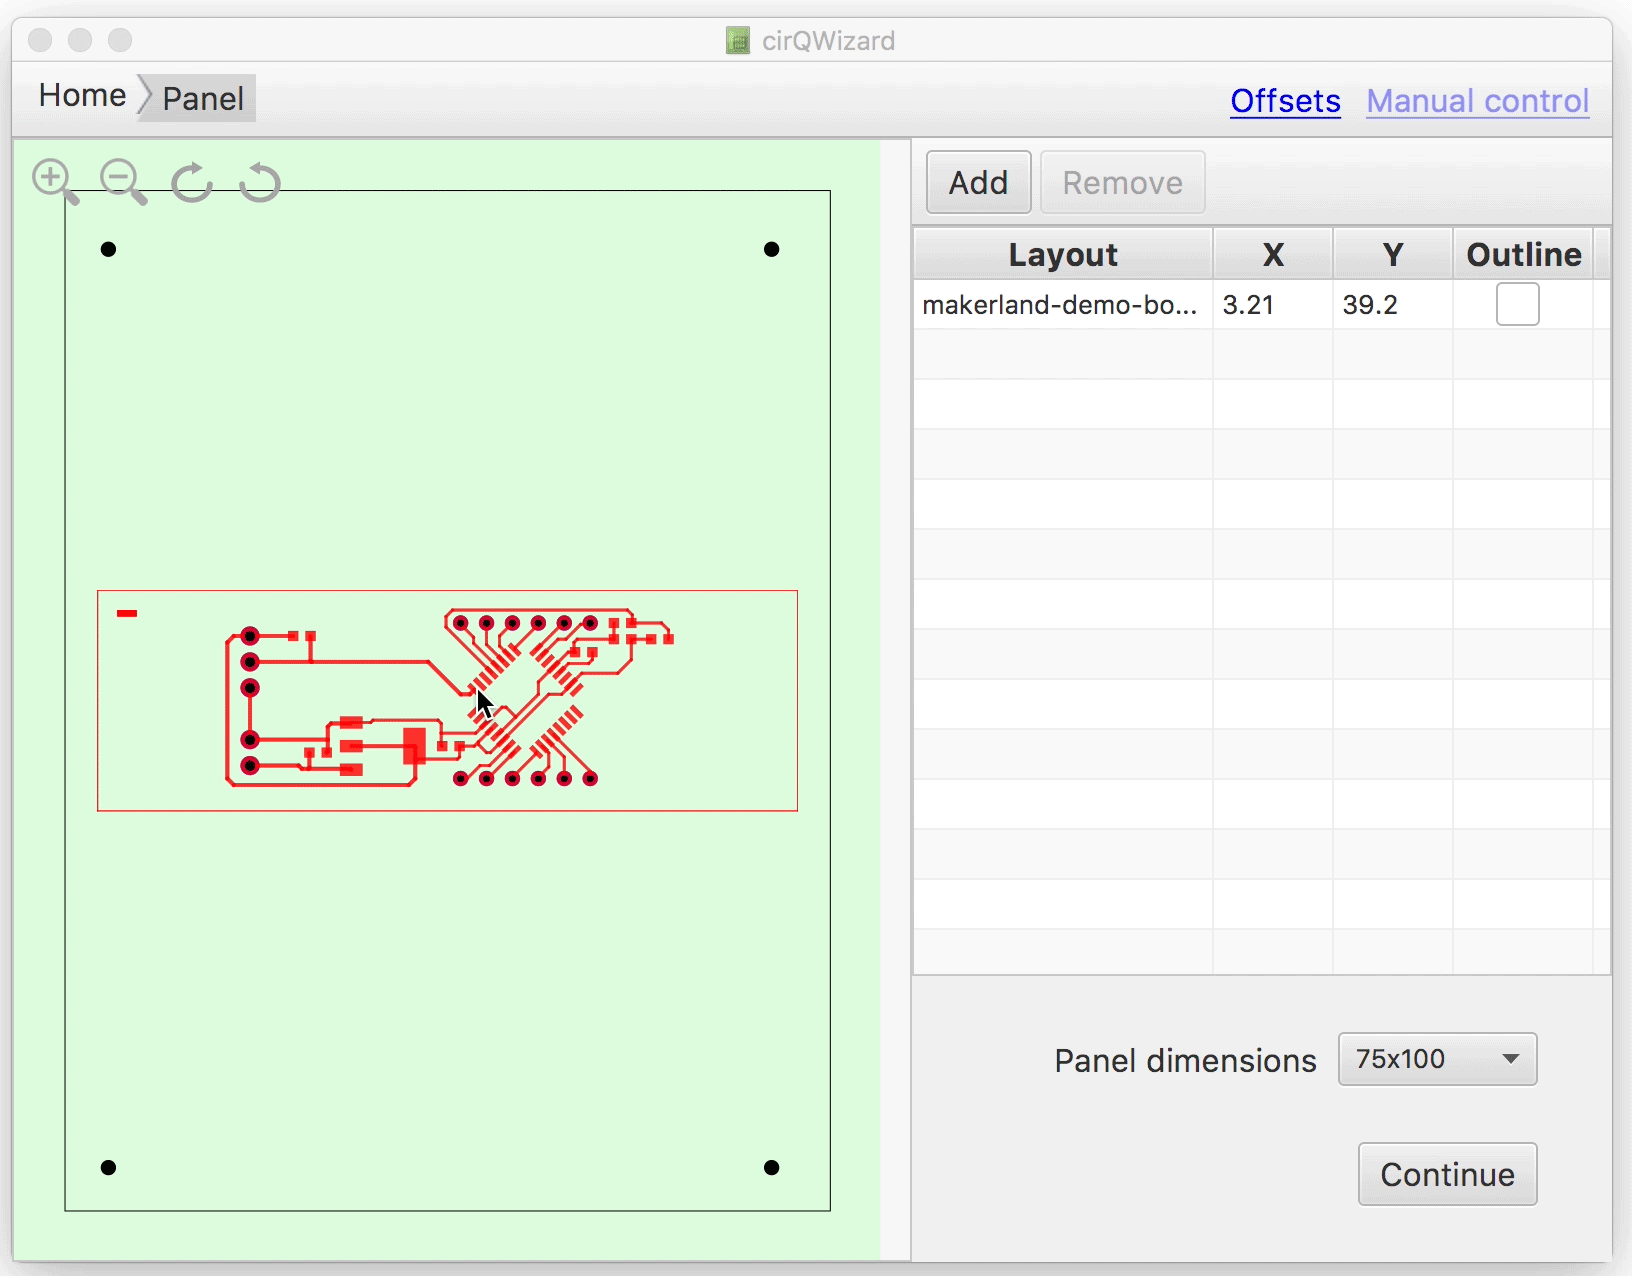 cirQWizard
Home Panel Offsets Manual control
Add Remove
Layout X Y Outline
makerland-demo-bo... 3.21 39.2
Panel dimensions 75x100
Continue